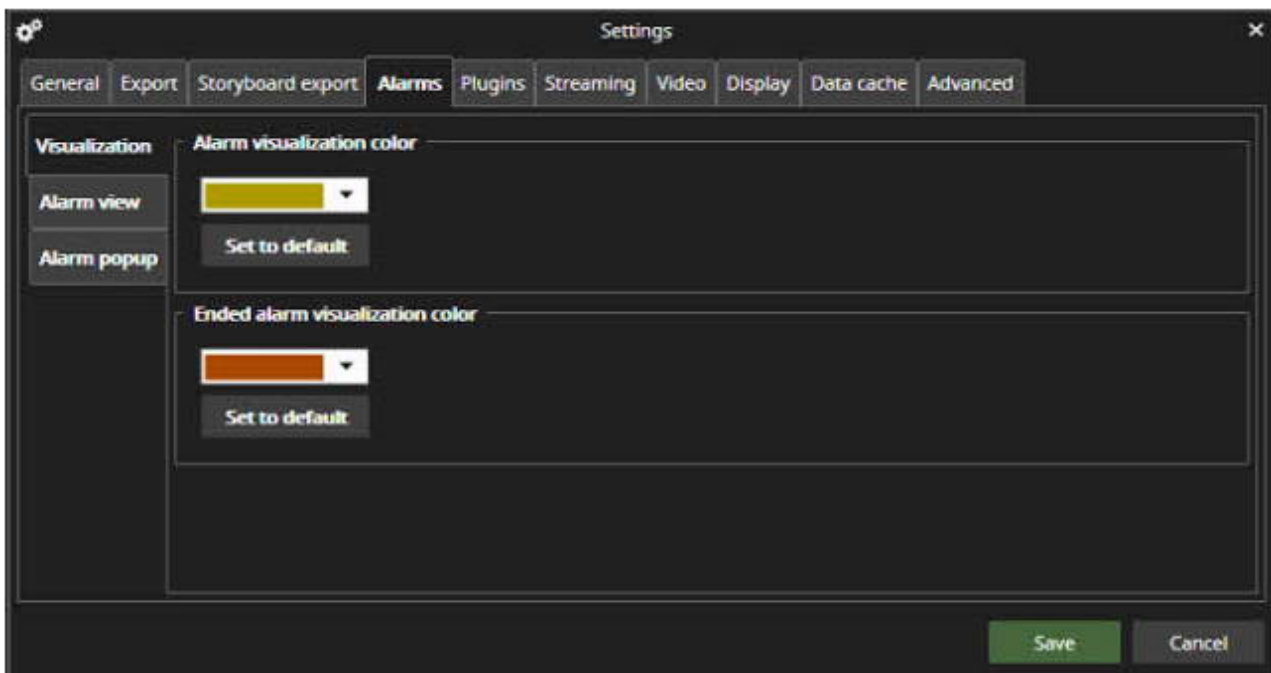 Settings
General Export Storyboard export Alarms Plugins Streaming Video Display Data cache Advanced
Visualization
Alarm view
Alarm popup
Alarm visualization color
Set to default
Ended alarm visualization color
Set to default
Save Cancel